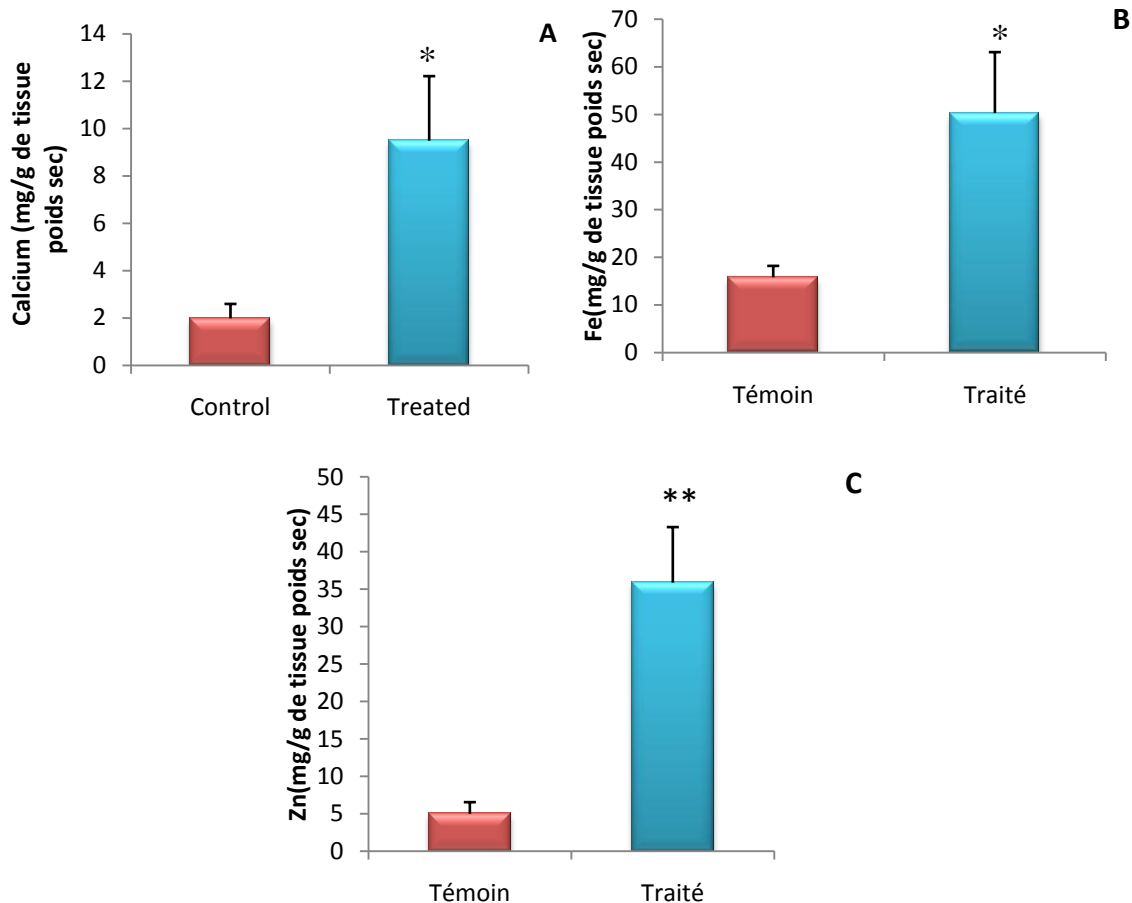 A
Calcium (mg/g de tissue
poids sec)
14
12
10
8
6
4
2
0
*
Control
Treated
B
Fe(mg/g de tissue poids sec)
70
60
50
40
30
20
10
0
*
Témoin
Traité
C
Zn(mg/g de tissue poids sec)
50
45
40
35
30
25
20
15
10
5
0
**
Témoin
Traité